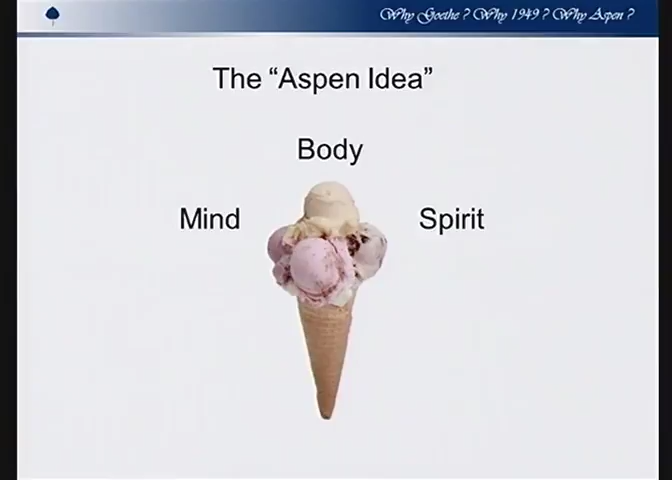 Why Goethe? Why 1949? Why Aspen?
The “Aspen Idea”
Body
Mind Spirit